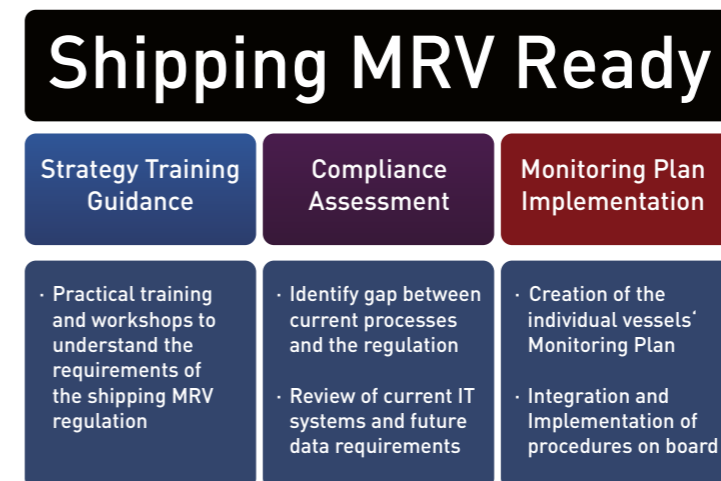 Shipping MRV Ready
Strategy Training
Guidance
Compliance
Assessment
Monitoring Plan
Implementation
· Practical training
and workshops to
understand the
requirements of
the shipping MRV
regulation
· Identify gap between
current processes
and the regulation
· Review of current IT
systems and future
data requirements
· Creation of the
individual vessels‘
Monitoring Plan
· Integration and
Implementation of
procedures on board